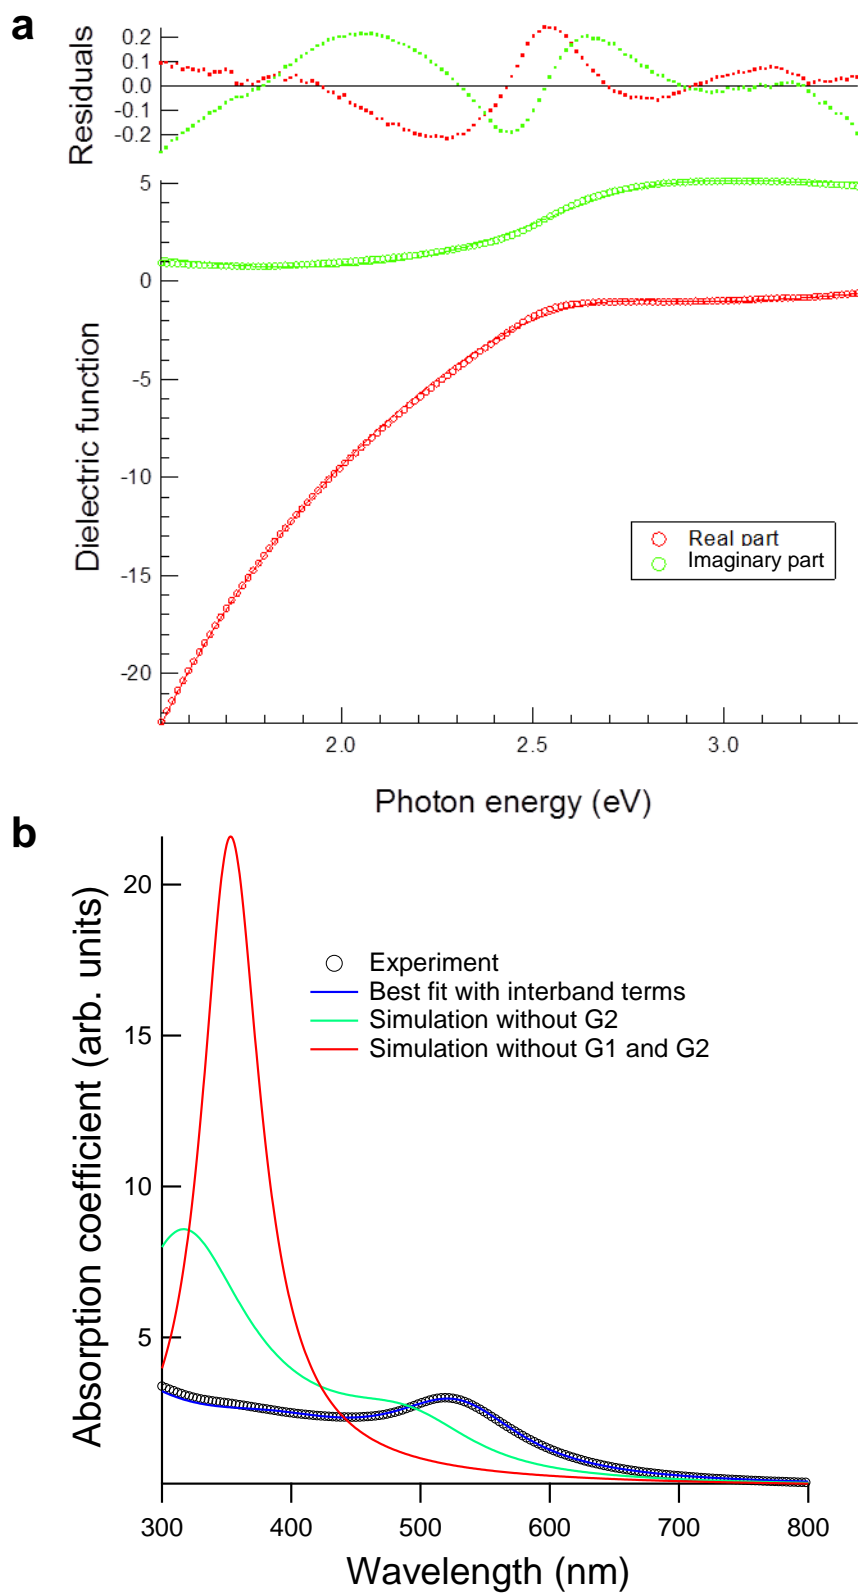 a
Residuals
0.2
0.1
0.0
-0.1
-0.2
Dielectric function
5
0
-5
-10
-15
-20
Real part
Imaginary part
2.0
2.5
3.0
Photon energy (eV)
b
Absorption coefficient (arb. units)
20
15
10
5
Experiment
Best fit with interband terms
Simulation without G2
Simulation without G1 and G2
300
400
500
600
700
800
Wavelength (nm)